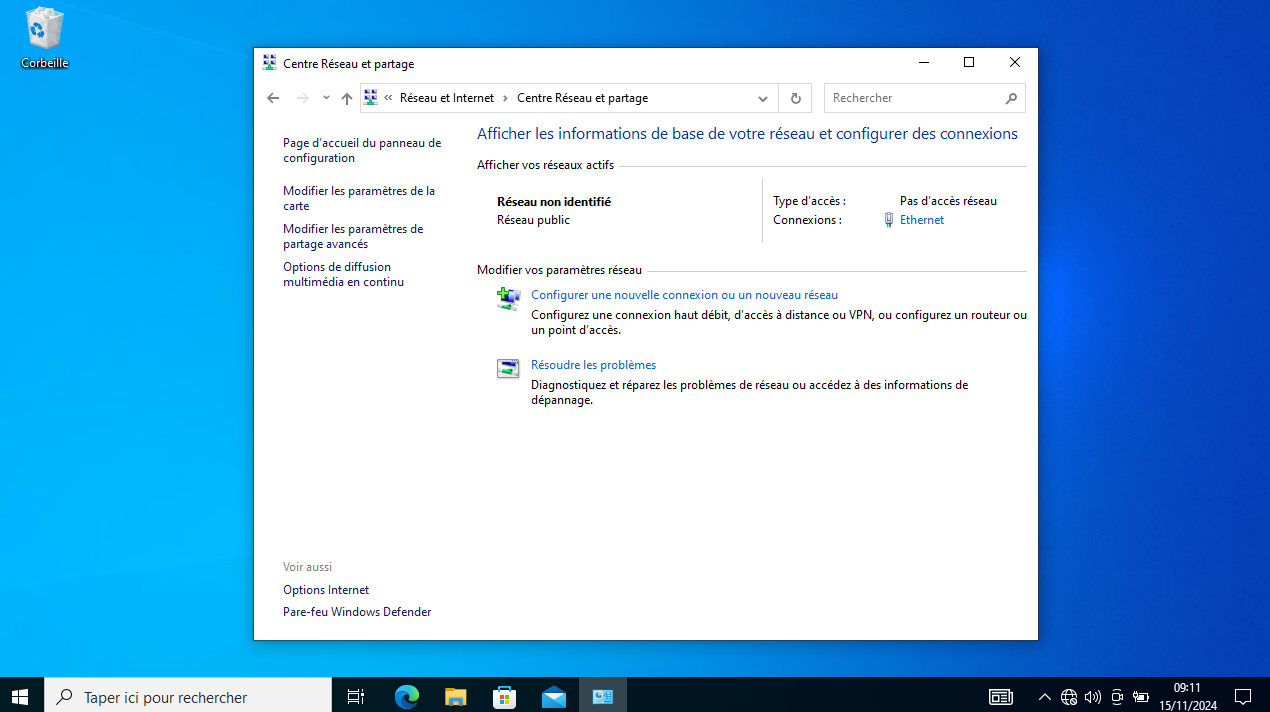 Corbeille
Centre Réseau et partage
« Réseau et Internet › Centre Réseau et partage
Rechercher
Page d'accueil du panneau de
configuration
Modifier les paramètres de la
carte
Modifier les paramètres de
partage avancés
Options de diffusion
multimédia en continu
Afficher les informations de base de votre réseau et configurer des connexions
Afficher vos réseaux actifs
Réseau non identifié
Réseau public
Type d'accès :
Pas d'accès réseau
Connexions :
Ethernet
Modifier vos paramètres réseau
Configurer une nouvelle connexion ou un nouveau réseau
Configurez une connexion haut débit, d'accès à distance ou VPN, ou configurez un routeur ou
un point d'accès.
Résoudre les problèmes
Diagnostiquez et réparez les problèmes de réseau ou accédez à des informations de
dépannage.
Voir aussi
Options Internet
Pare-feu Windows Defender
Taper ici pour rechercher
09:11
15/11/2024